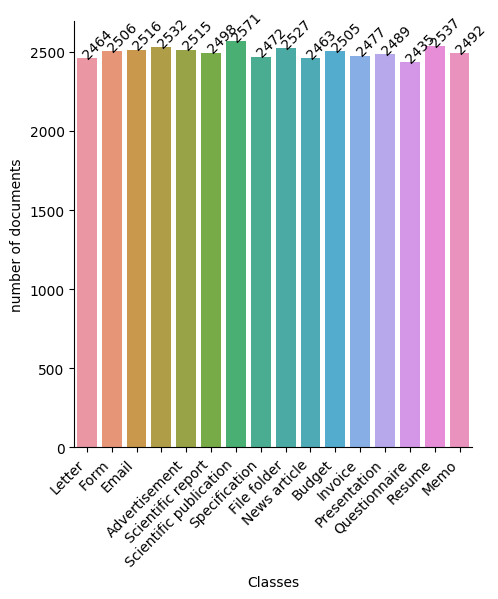 2464 2506 2516 2532 2515 2498 2571 2472 2527 2463 2505 2477 2489 2435 2537 2492
number of documents
2500
2000
1500
1000
500
0
Letter Form Email Advertisement Scientific report Scientific publication Specification File folder News article Budget Invoice Presentation Questionnaire Resume Memo
Classes